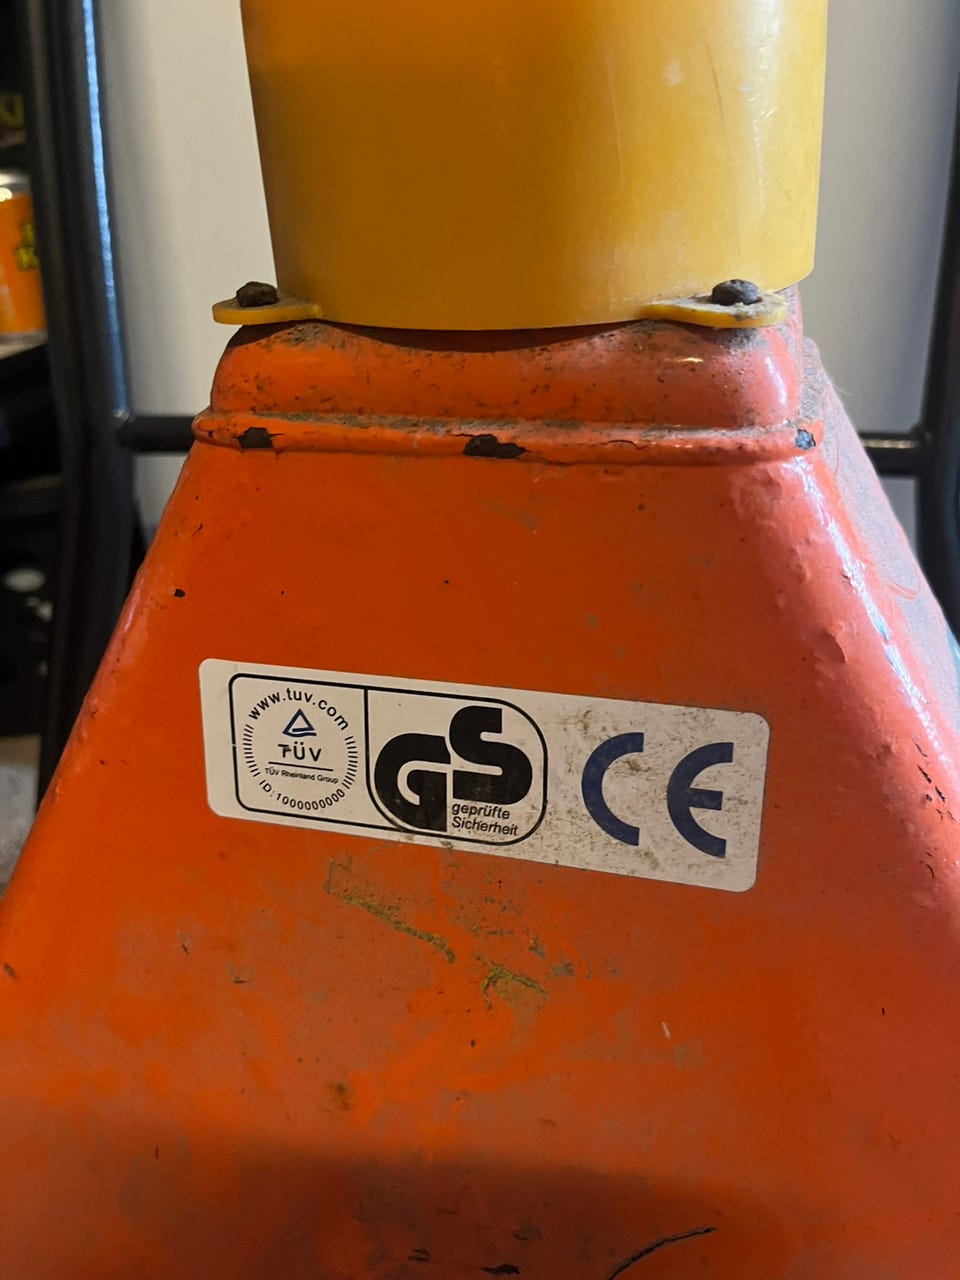 www.tuv.com
TÜV
TÜV Rheinland Group
ID:1000000000
GS
geprüfte
Sicherheit
CE